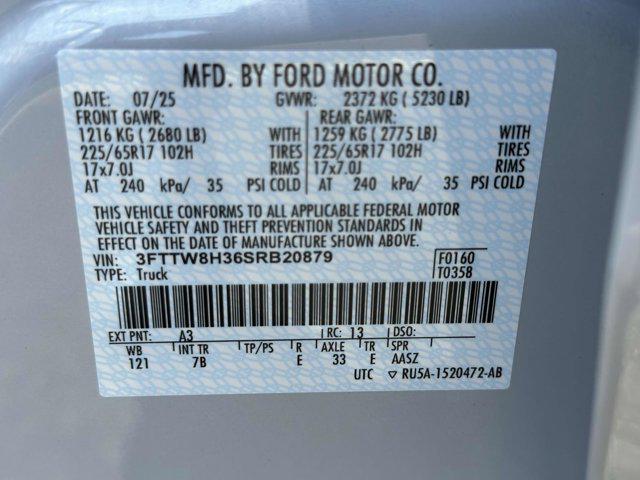 MFD. BY FORD MOTOR CO.
DATE: 07/25 GVWR: 2372 KG ( 5230 LB)
FRONT GAWR: REAR GAWR:
1216 KG ( 2680 LB) WITH 1259 KG ( 2775 LB) WITH
225/65R17 102H TIRES 225/65R17 102H TIRES
17x7.0J RIMS 17x7.0J RIMS
AT 240 kPa/ 35 PSI COLD AT 240 kPa/ 35 PSI COLD
THIS VEHICLE CONFORMS TO ALL APPLICABLE FEDERAL MOTOR
VEHICLE SAFETY AND THEFT PREVENTION STANDARDS IN
EFFECT ON THE DATE OF MANUFACTURE SHOWN ABOVE.
VIN: 3FTTW8H36SRB20879 F0160
TYPE: Truck T0358
EXT PNT: A3 RC: 13 DSO:
WB INT TR TP/PS R AXLE TR SPR
121 7B E 33 E AASZ
UTC ▽ RU5A-1520472-AB